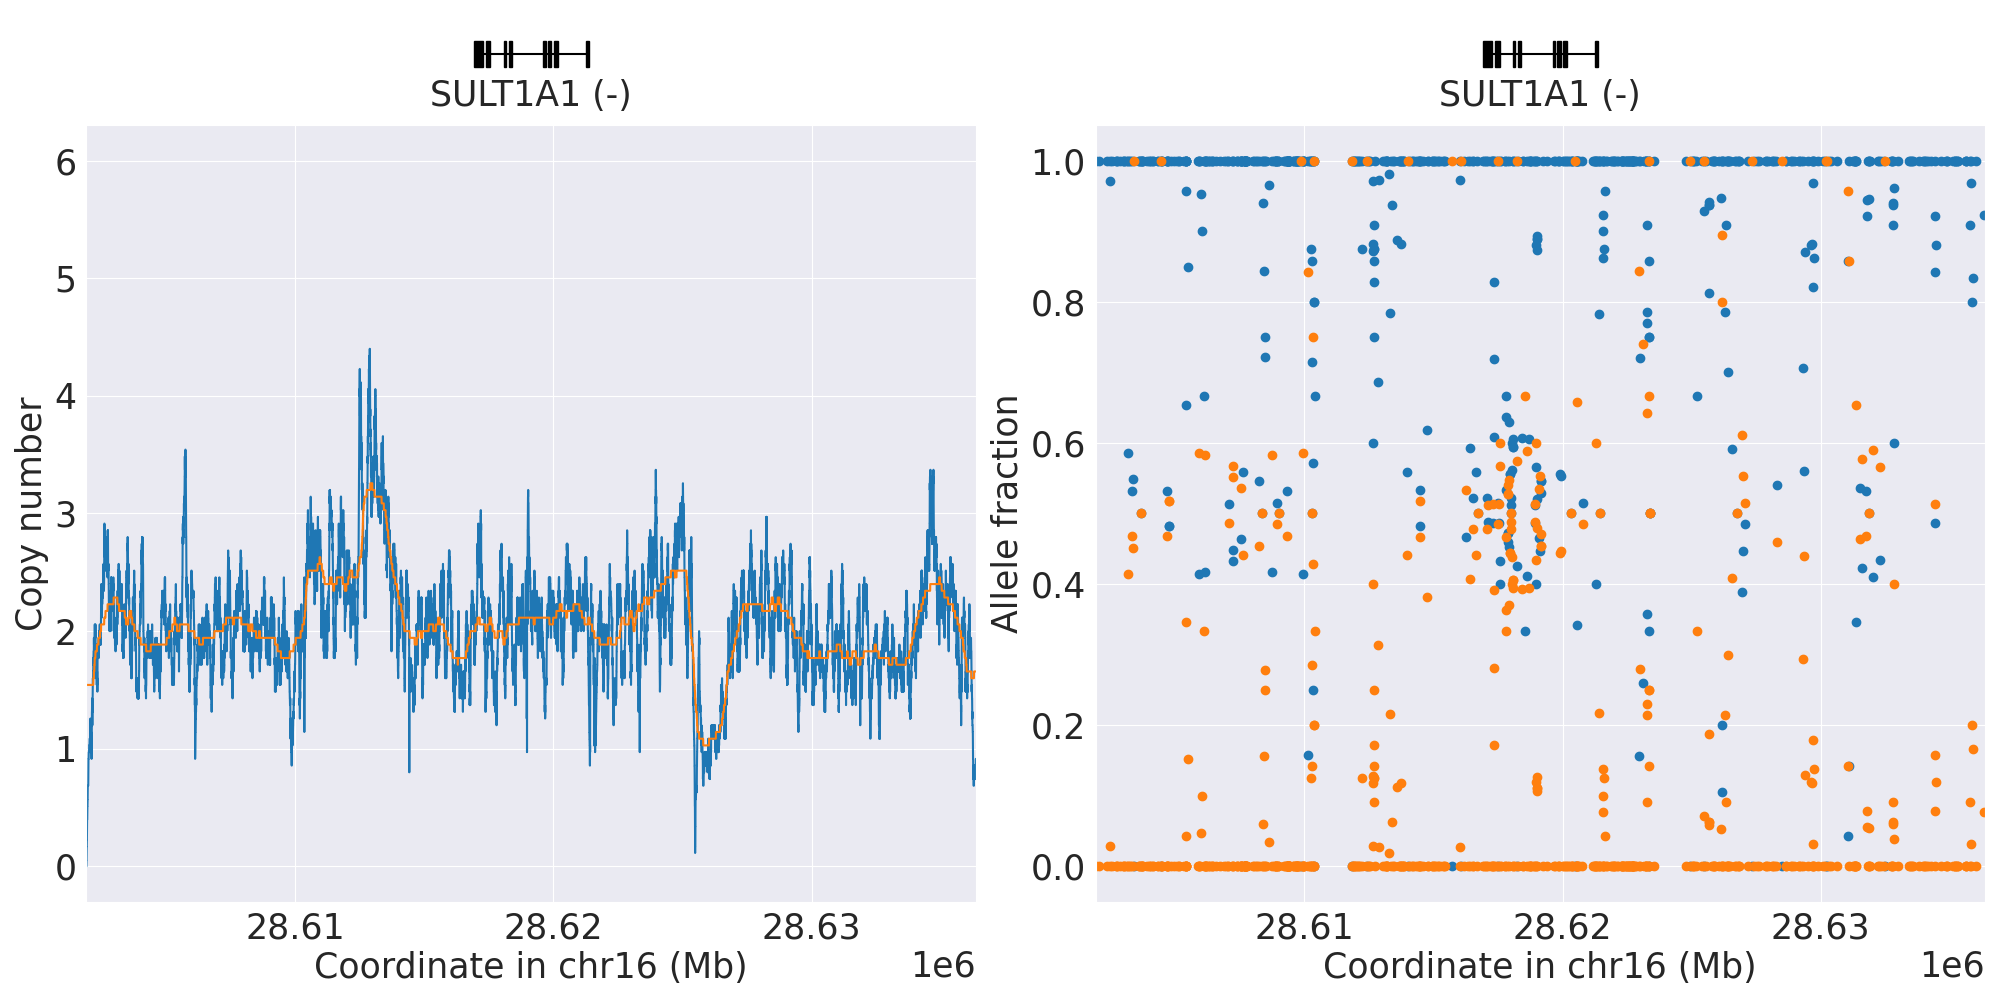 SULT1A1 (-)
Copy number
6
5
4
3
2
1
0
28.61
28.62
28.63
Coordinate in chr16 (Mb)
1e6
SULT1A1 (-)
Allele fraction
1.0
0.8
0.6
0.4
0.2
0.0
28.61
28.62
28.63
Coordinate in chr16 (Mb)
1e6